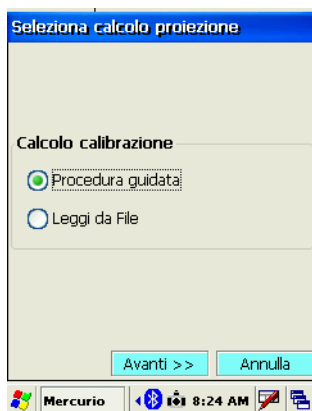 Seleziona calcolo proiezione
Calcolo calibrazione
Procedura guidata
Leggi da File
Avanti >> Annulla
Mercurio 8:24 AM